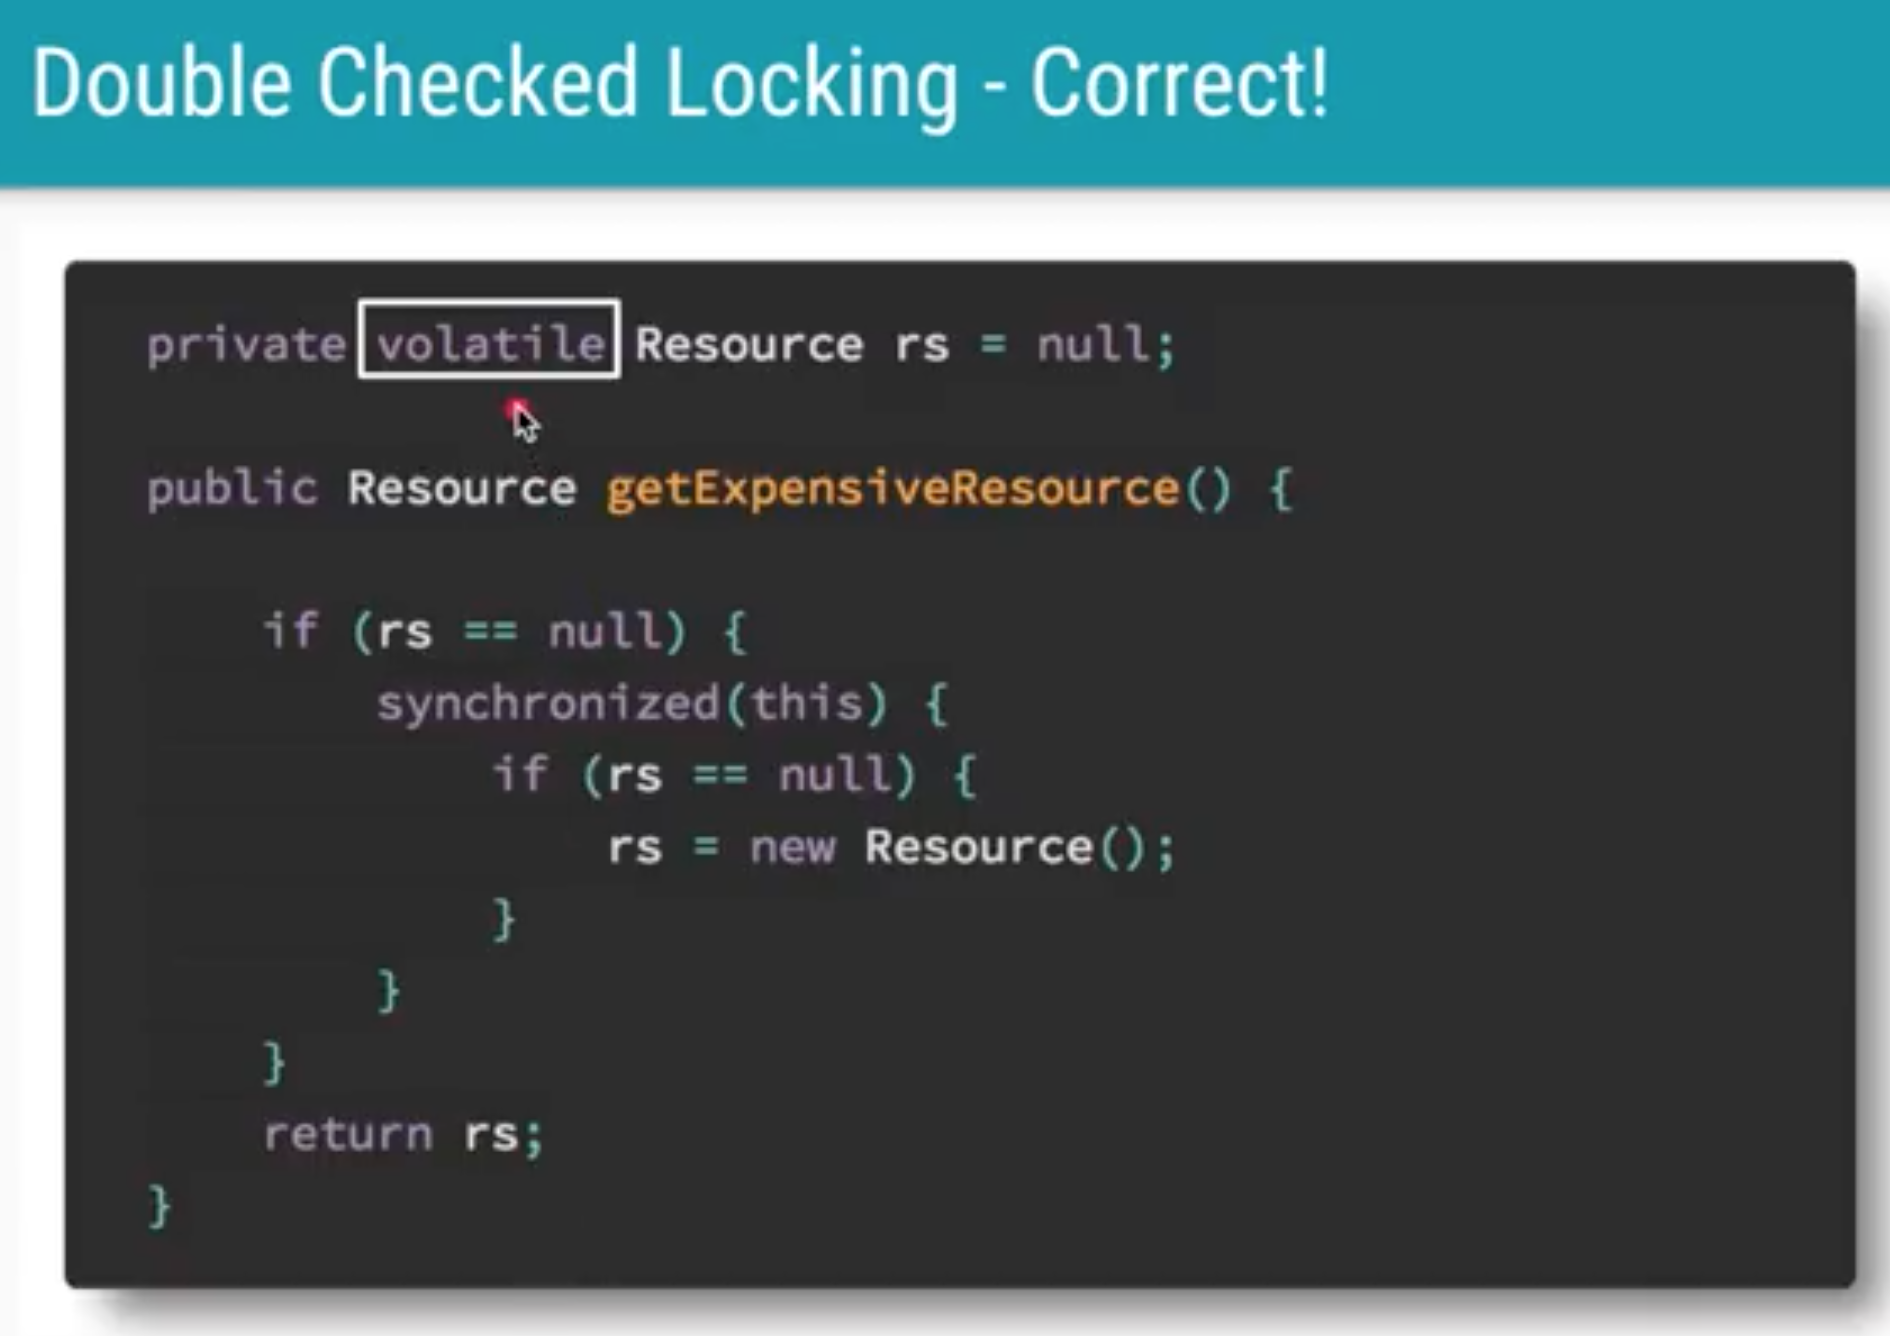 Double Checked Locking - Correct!
private volatile Resource rs = null;
public Resource getExpensiveResource() {
if (rs == null) {
synchronized(this) {
if (rs == null) {
rs = new Resource();
}
}
}
return rs;
}